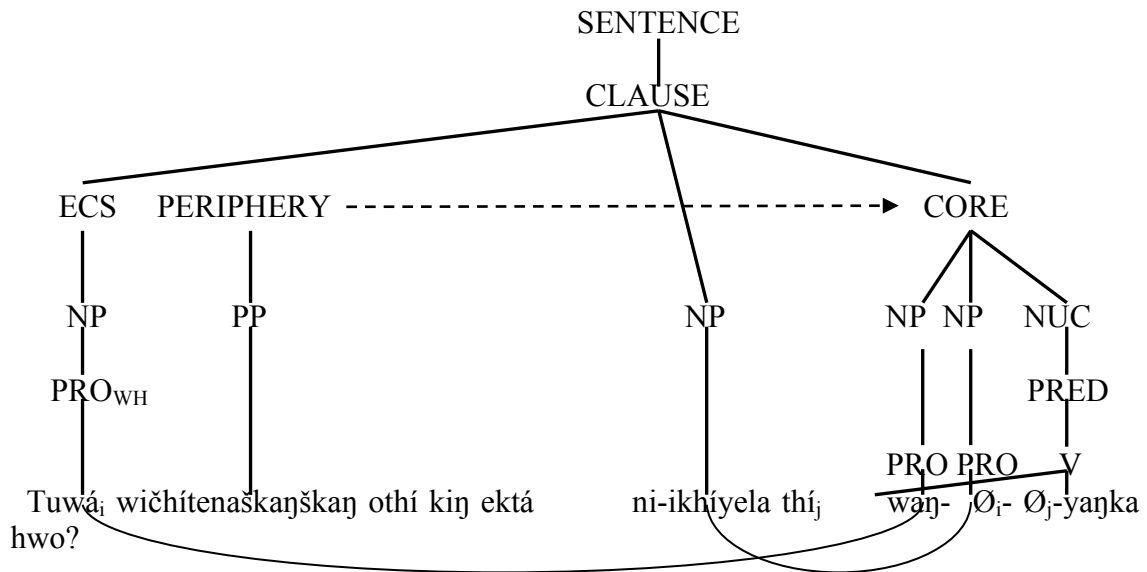 SENTENCE
CLAUSE
ECS PERIPHERY CORE
NP PP NP NP NP NUC
PROWH PRED
PRO PRO V
Tuwái wičhítenaškaŋškaŋ othí kiŋ ektá ni-ikhíyela thíj waŋ- Øi- Øj-yaŋka
hwo?